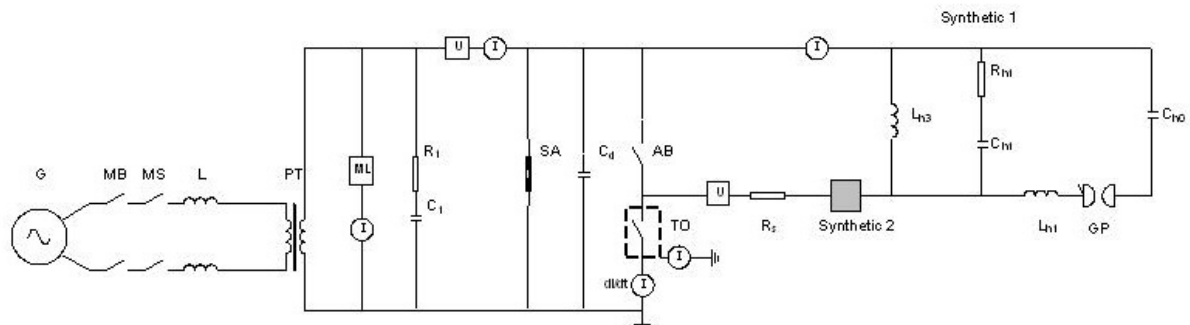 Synthetic 1
U
I
I
Rh1
Lh3
Ch0
Ch1
SA
Cd
AB
R1
ML
G
MB
MS
L
PT
C1
I
U
Rs
Synthetic 2
Lh1
GP
TO
I
dI/dt
I